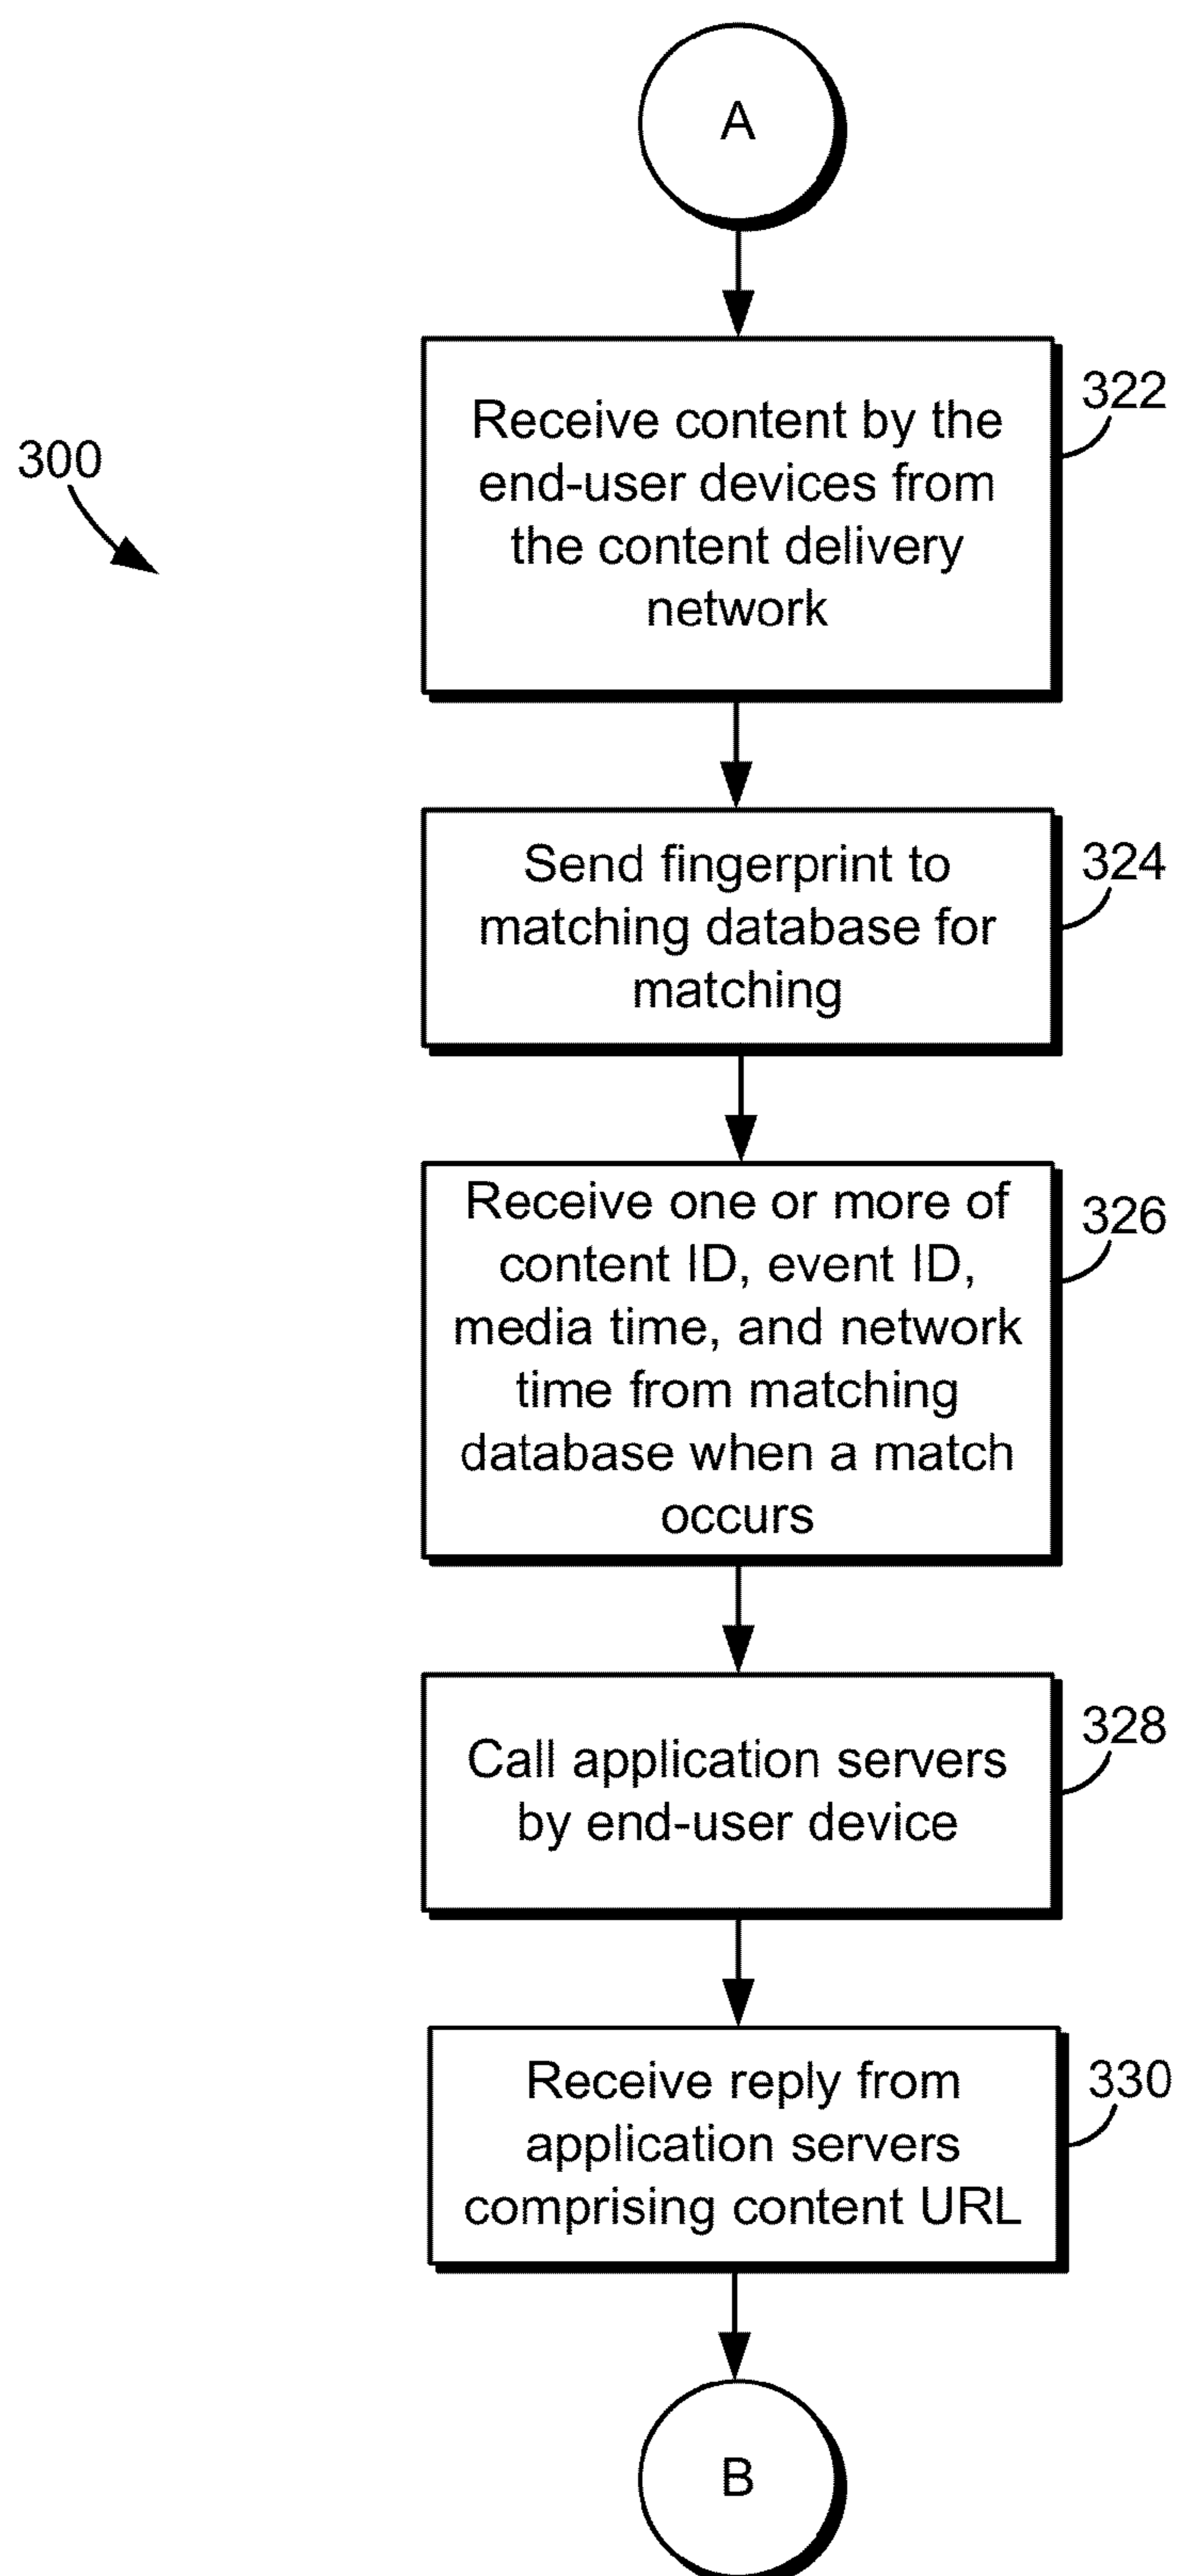 A
300
Receive content by the
end-user devices from
the content delivery
network
322
Send fingerprint to
matching database for
matching
324
Receive one or more of
content ID, event ID,
media time, and network
time from matching
database when a match
occurs
326
Call application servers
by end-user device
328
Receive reply from
application servers
comprising content URL
330
B